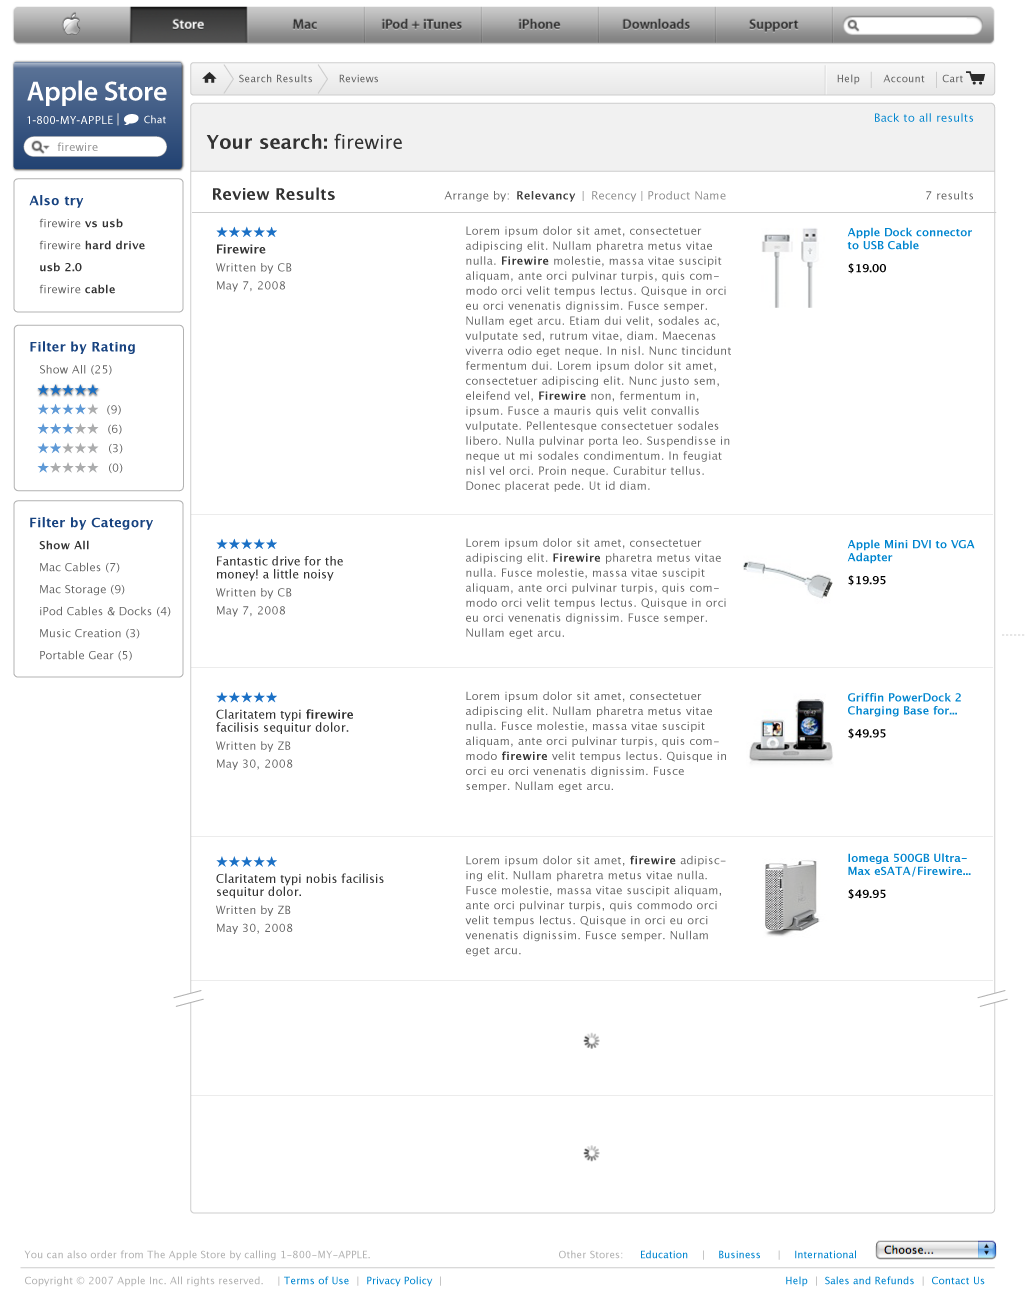 Store Mac iPod + iTunes iPhone Downloads Support
Apple Store
1-800-MY-APPLE | Chat
firewire
Search Results Reviews Help Account Cart
Back to all results
Your search: firewire
Also try
firewire vs usb
firewire hard drive
usb 2.0
firewire cable
Filter by Rating
Show All (25)
(9)
(6)
(3)
(0)
Filter by Category
Show All
Mac Cables (7)
Mac Storage (9)
iPod Cables & Docks (4)
Music Creation (3)
Portable Gear (5)
Review Results Arrange by: Relevancy | Recency | Product Name 7 results
Firewire
Written by CB
May 7, 2008
Lorem ipsum dolor sit amet, consectetuer
adipiscing elit. Nullam pharetra metus vitae
nulla. Firewire molestie, massa vitae suscipit
aliquam, ante orci pulvinar turpis, quis com-
modo orci velit tempus lectus. Quisque in orci
eu orci venenatis dignissim. Fusce semper.
Nullam eget arcu. Etiam dui velit, sodales ac,
vulputate sed, rutrum vitae, diam. Maecenas
viverra odio eget neque. In nisl. Nunc tincidunt
fermentum dui. Lorem ipsum dolor sit amet,
consectetuer adipiscing elit. Nunc justo sem,
eleifend vel, Firewire non, fermentum in,
ipsum. Fusce a mauris quis velit convallis
vulputate. Pellentesque consectetuer sodales
libero. Nulla pulvinar porta leo. Suspendisse in
neque ut mi sodales condimentum. In feugiat
nisl vel orci. Proin neque. Curabitur tellus.
Donec placerat pede. Ut id diam.
Apple Dock connector
to USB Cable
$19.00
Fantastic drive for the
money! a little noisy
Written by CB
May 7, 2008
Lorem ipsum dolor sit amet, consectetuer
adipiscing elit. Firewire pharetra metus vitae
nulla. Fusce molestie, massa vitae suscipit
aliquam, ante orci pulvinar turpis, quis com-
modo orci velit tempus lectus. Quisque in orci
eu orci venenatis dignissim. Fusce semper.
Nullam eget arcu.
Apple Mini DVI to VGA
Adapter
$19.95
Claritatem typi firewire
facilisis sequitur dolor.
Written by ZB
May 30, 2008
Lorem ipsum dolor sit amet, consectetuer
adipiscing elit. Nullam pharetra metus vitae
nulla. Fusce molestie, massa vitae suscipit
aliquam, ante orci pulvinar turpis, quis com-
modo firewire velit tempus lectus. Quisque in
orci eu orci venenatis dignissim. Fusce
semper. Nullam eget arcu.
Griffin PowerDock 2
Charging Base for...
$49.95
Claritatem typi nobis facilisis
sequitur dolor.
Written by ZB
May 30, 2008
Lorem ipsum dolor sit amet, firewire adipisc-
ing elit. Nullam pharetra metus vitae nulla.
Fusce molestie, massa vitae suscipit aliquam,
ante orci pulvinar turpis, quis commodo orci
velit tempus lectus. Quisque in orci eu orci
venenatis dignissim. Fusce semper. Nullam
eget arcu.
Iomega 500GB Ultra-
Max eSATA/Firewire...
$49.95
You can also order from The Apple Store by calling 1-800-MY-APPLE. Other Stores: Education | Business | International Choose...
Copyright © 2007 Apple Inc. All rights reserved. | Terms of Use | Privacy Policy | Help | Sales and Refunds | Contact Us